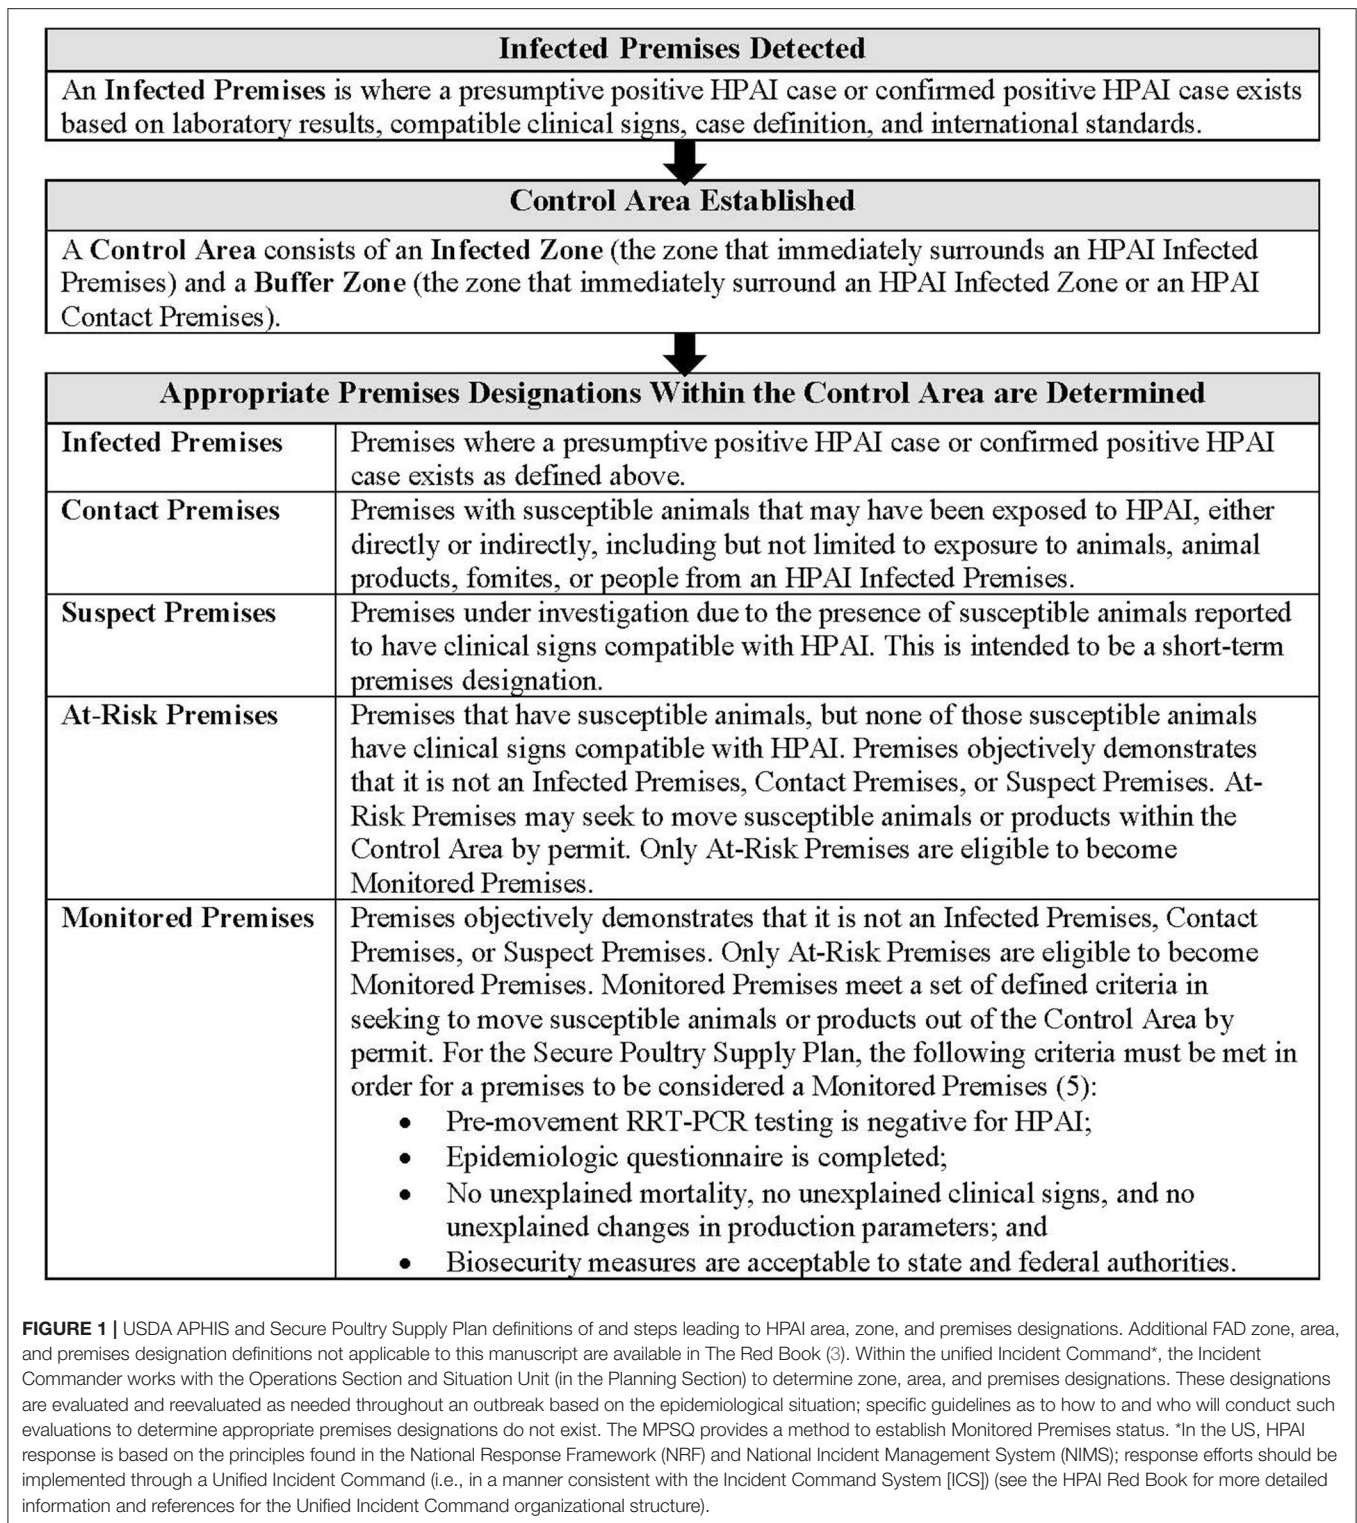 Infected Premises Detected
An Infected Premises is where a presumptive positive HPAI case or confirmed positive HPAI case exists
based on laboratory results, compatible clinical signs, case definition, and international standards.
Control Area Established
A Control Area consists of an Infected Zone (the zone that immediately surrounds an HPAI Infected
Premises) and a Buffer Zone (the zone that immediately surround an HPAI Infected Zone or an HPAI
Contact Premises).
Appropriate Premises Designations Within the Control Area are Determined
Infected Premises
Premises where a presumptive positive HPAI case or confirmed positive HPAI
case exists as defined above.
Contact Premises
Premises with susceptible animals that may have been exposed to HPAI, either
directly or indirectly, including but not limited to exposure to animals, animal
products, fomites, or people from an HPAI Infected Premises.
Suspect Premises
Premises under investigation due to the presence of susceptible animals reported
to have clinical signs compatible with HPAI. This is intended to be a short-term
premises designation.
At-Risk Premises
Premises that have susceptible animals, but none of those susceptible animals
have clinical signs compatible with HPAI. Premises objectively demonstrates
that it is not an Infected Premises, Contact Premises, or Suspect Premises. At-
Risk Premises may seek to move susceptible animals or products within the
Control Area by permit. Only At-Risk Premises are eligible to become
Monitored Premises.
Monitored Premises
Premises objectively demonstrates that it is not an Infected Premises, Contact
Premises, or Suspect Premises. Only At-Risk Premises are eligible to become
Monitored Premises. Monitored Premises meet a set of defined criteria in
seeking to move susceptible animals or products out of the Control Area by
permit. For the Secure Poultry Supply Plan, the following criteria must be met in
order for a premises to be considered a Monitored Premises (5):
• Pre-movement RRT-PCR testing is negative for HPAI;
• Epidemiologic questionnaire is completed;
• No unexplained mortality, no unexplained clinical signs, and no
unexplained changes in production parameters; and
• Biosecurity measures are acceptable to state and federal authorities.
FIGURE 1 | USDA APHIS and Secure Poultry Supply Plan definitions of and steps leading to HPAI area, zone, and premises designations. Additional FAD zone, area,
and premises designation definitions not applicable to this manuscript are available in The Red Book (3). Within the unified Incident Command*, the Incident
Commander works with the Operations Section and Situation Unit (in the Planning Section) to determine zone, area, and premises designations. These designations
are evaluated and reevaluated as needed throughout an outbreak based on the epidemiological situation; specific guidelines as to how to and who will conduct such
evaluations to determine appropriate premises designations do not exist. The MPSQ provides a method to establish Monitored Premises status. *In the US, HPAI
response is based on the principles found in the National Response Framework (NRF) and National Incident Management System (NIMS); response efforts should be
implemented through a Unified Incident Command (i.e., in a manner consistent with the Incident Command System [ICS]) (see the HPAI Red Book for more detailed
information and references for the Unified Incident Command organizational structure).